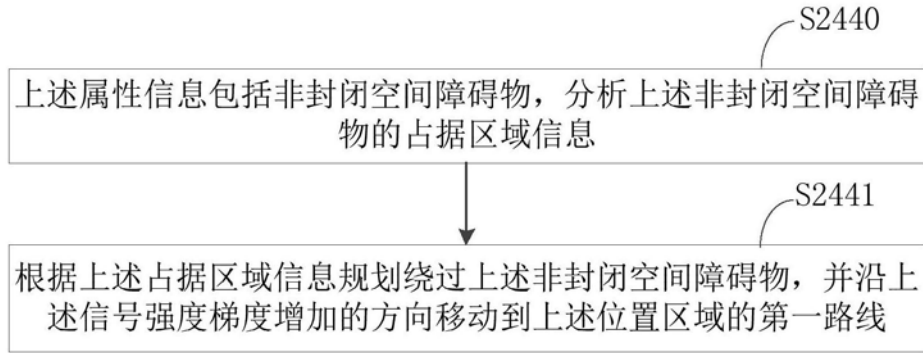 S2440
上述属性信息包括非封闭空间障碍物，分析上述非封闭空间障碍
物的占据区域信息
S2441
根据上述占据区域信息规划绕过上述非封闭空间障碍物，并沿上
述信号强度梯度增加的方向移动到上述位置区域的第一路线